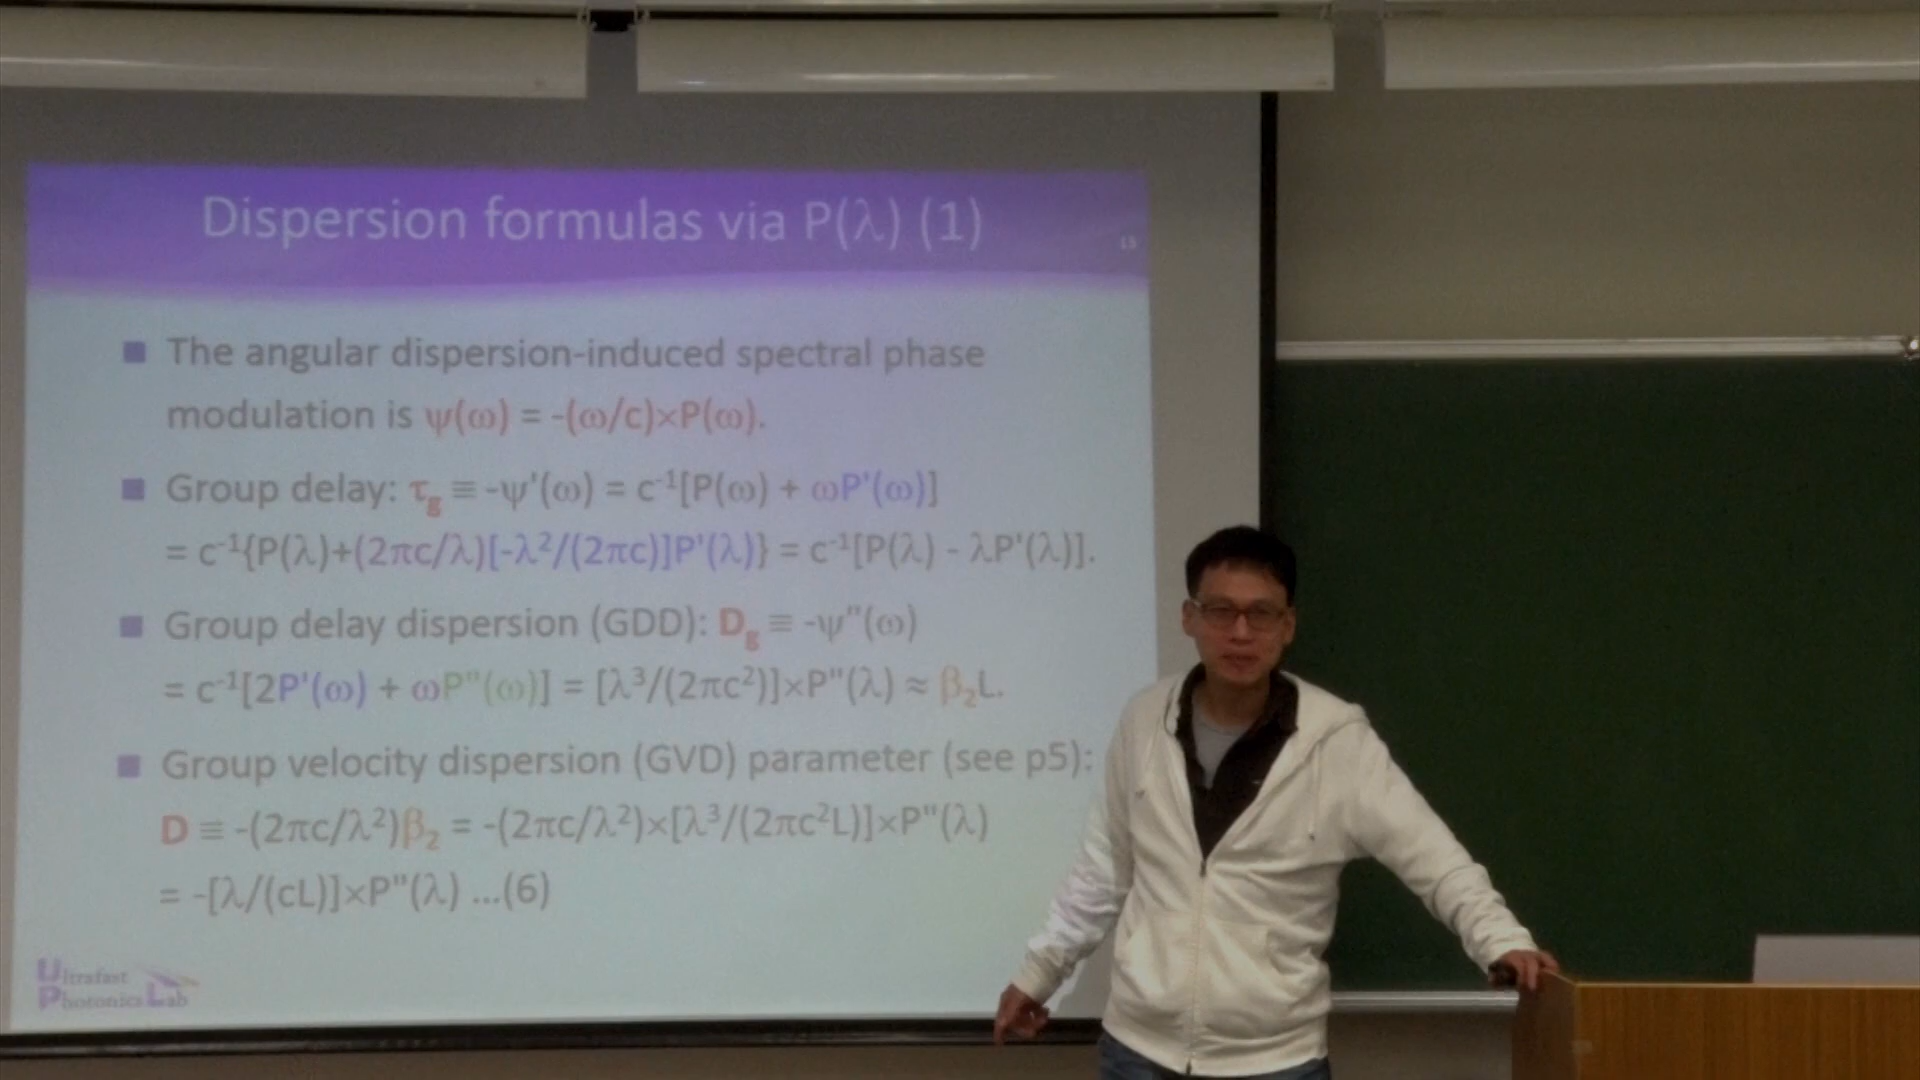 Dispersion formulas via P(λ) (1)
13
The angular dispersion-induced spectral phase
modulation is ψ(ω) = -(ω/c)×P(ω).
Group delay: τg ≡ -ψ'(ω) = c⁻¹[P(ω) + ωP'(ω)]
= c⁻¹{P(λ)+(2πc/λ)[-λ²/(2πc)]P'(λ)} = c⁻¹[P(λ) - λP'(λ)].
Group delay dispersion (GDD): Dg ≡ -ψ"(ω)
= c⁻¹[2P'(ω) + ωP"(ω)] = [λ³/(2πc²)]×P"(λ) ≈ β₂L.
Group velocity dispersion (GVD) parameter (see p5):
D ≡ -(2πc/λ²)β₂ = -(2πc/λ²)×[λ³/(2πc²L)]×P"(λ)
= -[λ/(cL)]×P"(λ) ...(6)
Ultrafast
Photonics Lab